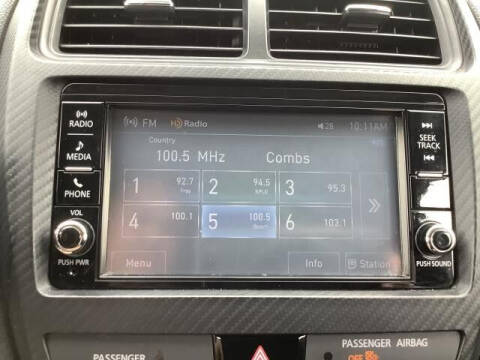 RADIO
MEDIA
PHONE
VOL
PUSH PWR
FM HD Radio 28 10:11AM
Country
100.5 MHz Combs
1 92.7
2 94.5
3 95.3
4 100.1
5 100.5
6 102.1
Menu Info Station
SEEK
TRACK
PUSH SOUND
PASSENGER
PASSENGER AIRBAG
OFF